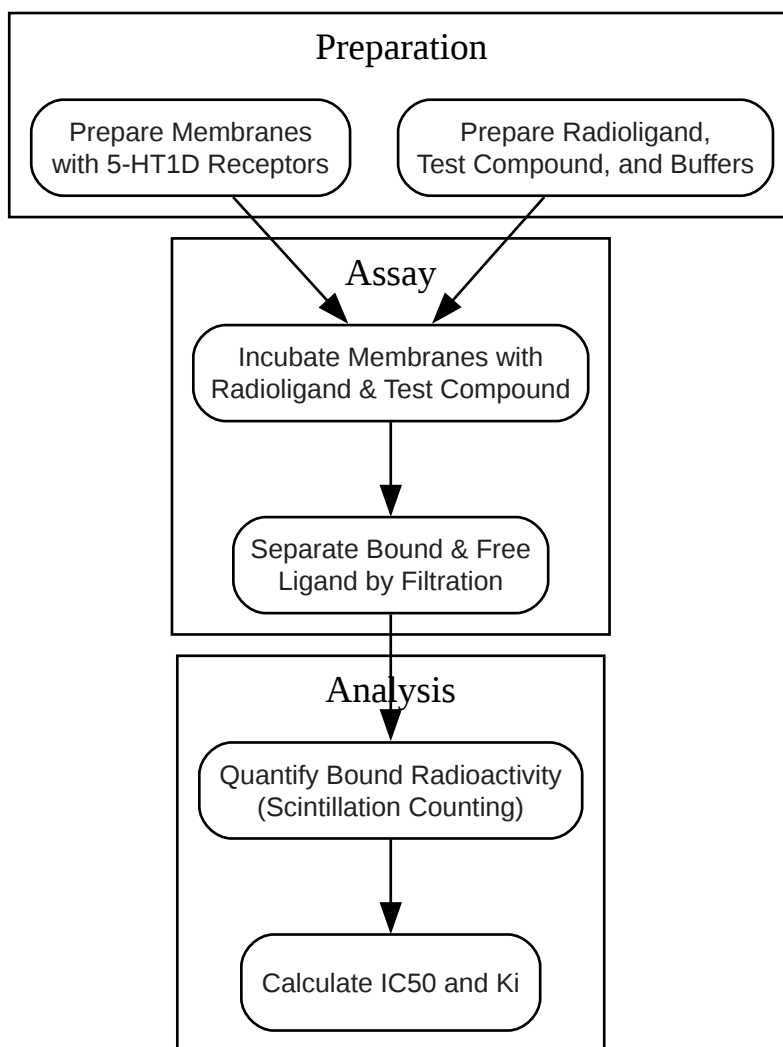 Preparation
Prepare Membranes
with 5-HT1D Receptors
Prepare Radioligand,
Test Compound, and Buffers
Assay
Incubate Membranes with
Radioligand & Test Compound
Separate Bound & Free
Ligand by Filtration
Analysis
Quantify Bound Radioactivity
(Scintillation Counting)
Calculate IC50 and Ki